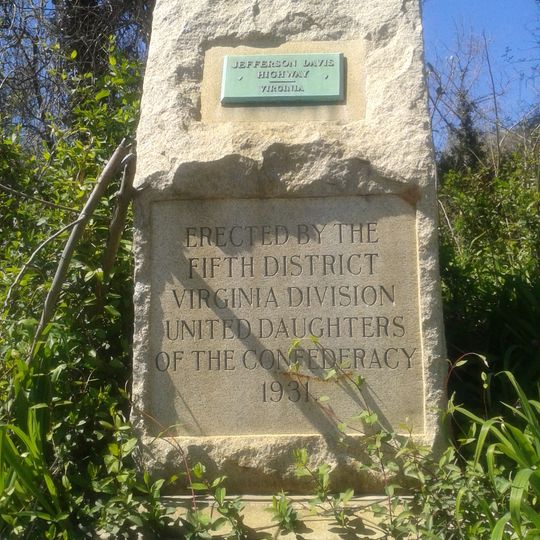 JEFFERSON DAVIS
HIGHWAY
VIRGINIA
ERECTED BY THE
FIFTH DISTRICT
VIRGINIA DIVISION
UNITED DAUGHTERS
OF THE CONFEDERACY
1931.